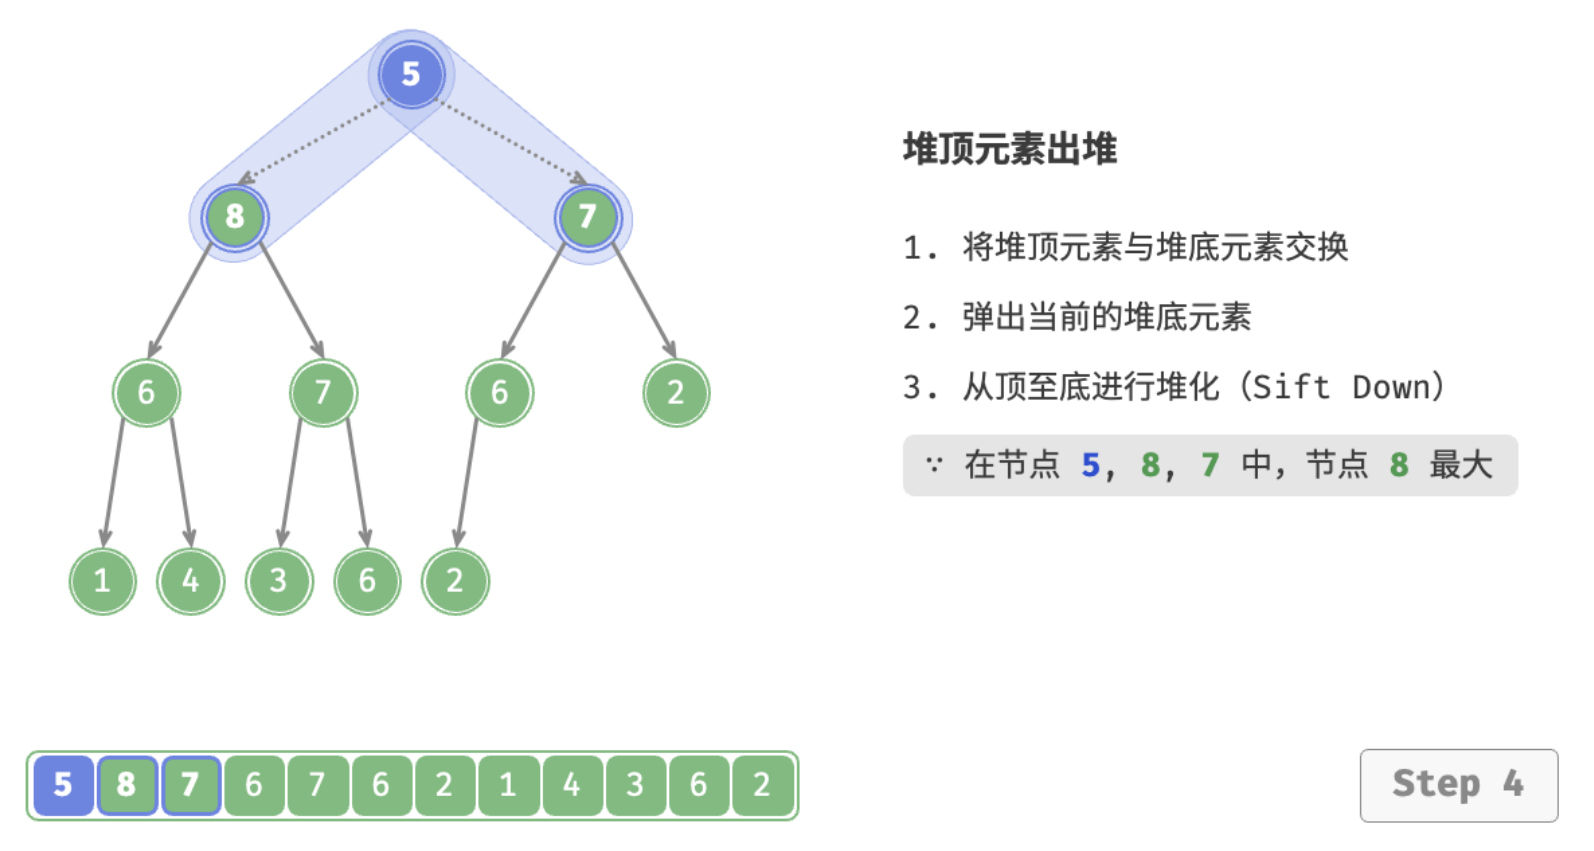 5
堆顶元素出堆
8
7
1. 将堆顶元素与堆底元素交换
2. 弹出当前的堆底元素
3. 从顶至底进行堆化（Sift Down）
6 7 6 2
∵ 在节点 5, 8, 7 中，节点 8 最大
1 4 3 6 2
5 8 7 6 7 6 2 1 4 3 6 2
Step 4